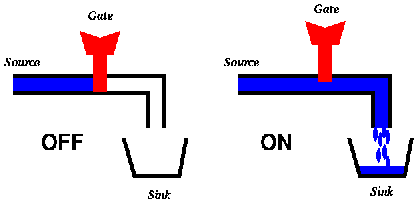 Gate
Source
OFF
Sink
Gate
Source
ON
Sink